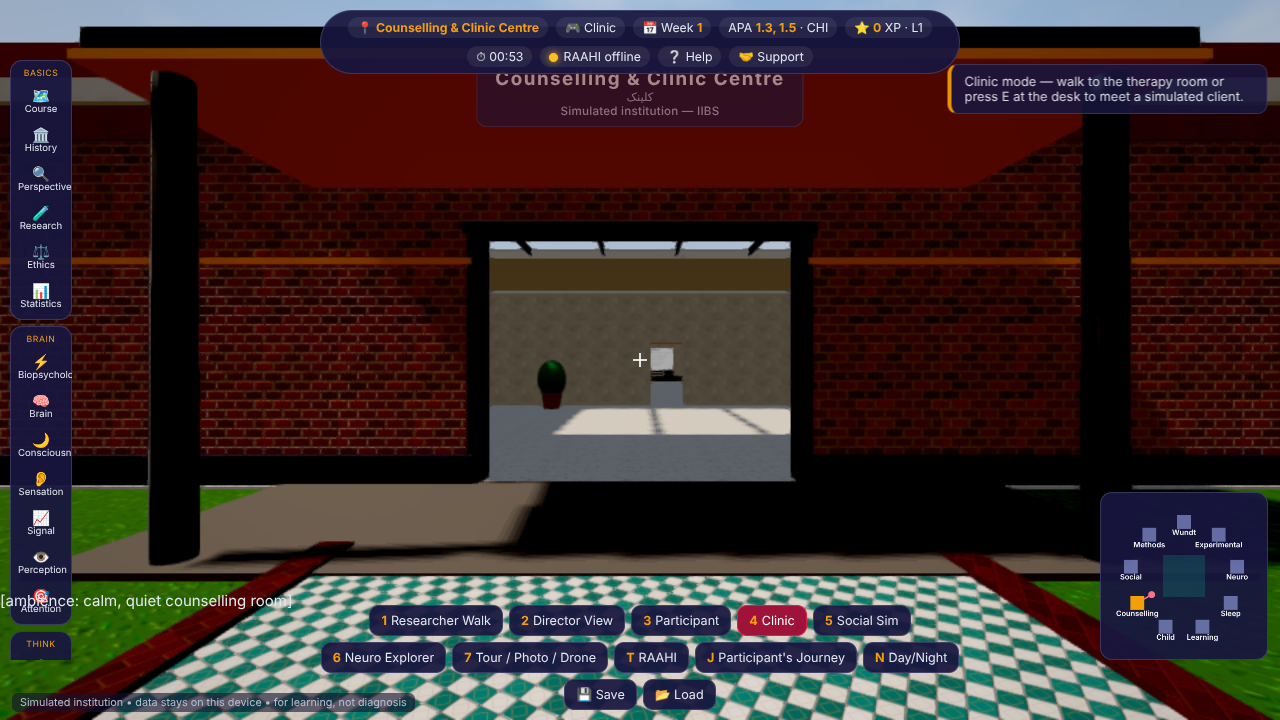 📍 Counselling & Clinic Centre
🎮 Clinic
📅 Week 1
APA 1.3, 1.5 · CHI
⭐ 0 XP · L1
⏱ 00:53
RAAHI offline
❔ Help
🤝 Support
Counselling & Clinic Centre
کلینک
Simulated institution — IIBS
Clinic mode — walk to the therapy room or
press E at the desk to meet a simulated client.
BASICS
Course
History
Perspective
Research
Ethics
Statistics
BRAIN
Biopsycholo
Brain
Consciousn
Sensation
Signal
Perception
Attention
THINK
[ambience: calm, quiet counselling room]
Wundt
Methods
Experimental
Social
Neuro
Counselling
Sleep
Child
Learning
1 Researcher Walk
2 Director View
3 Participant
4 Clinic
5 Social Sim
6 Neuro Explorer
7 Tour / Photo / Drone
T RAAHI
J Participant's Journey
N Day/Night
💾 Save
📂 Load
Simulated institution • data stays on this device • for learning, not diagnosis